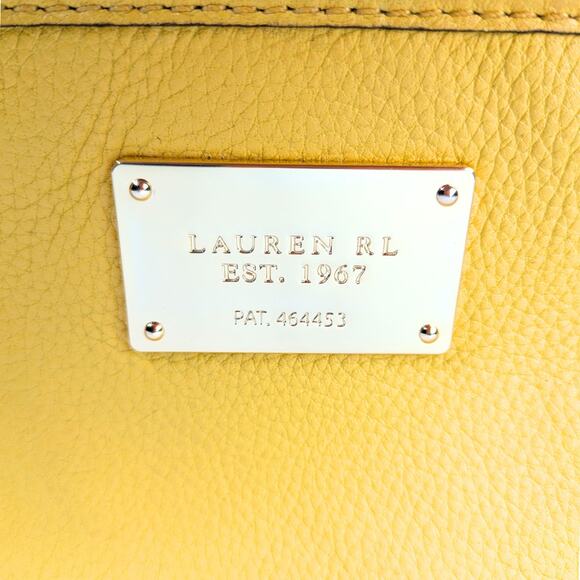 LAUREN RL
EST. 1967
PAT. 464453